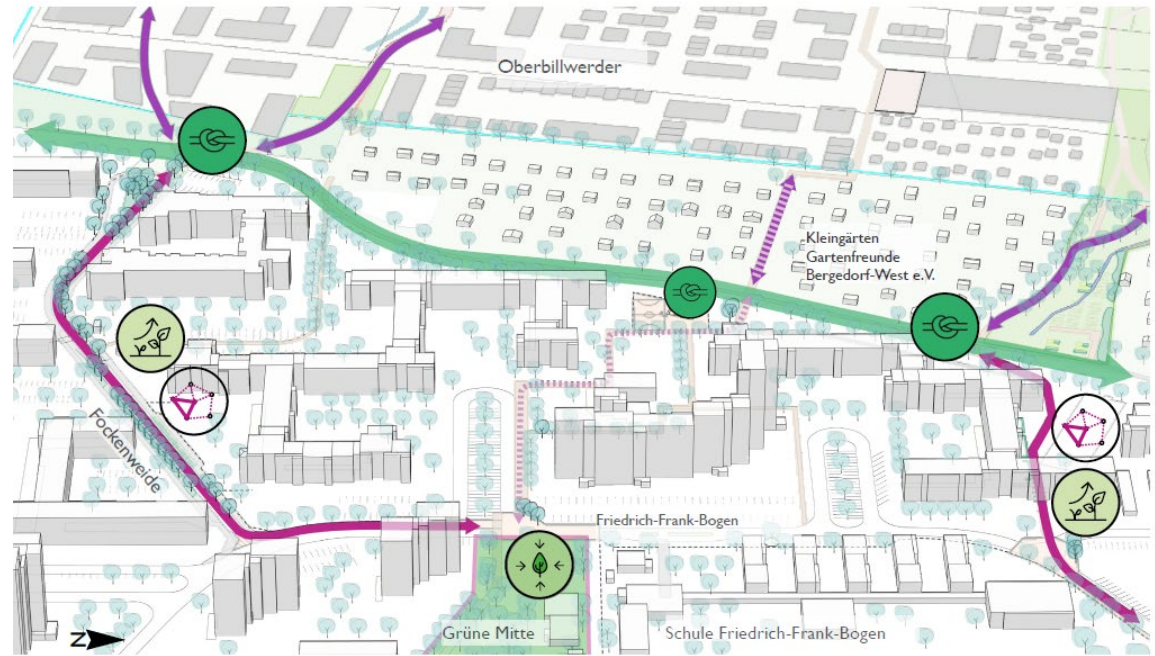 Oberbillwerder
Kleingärten
Gartenfreunde
Bergedorf-West e.V.
Fockenweide
Friedrich-Frank-Bogen
Grüne Mitte
Schule Friedrich-Frank-Bogen
N